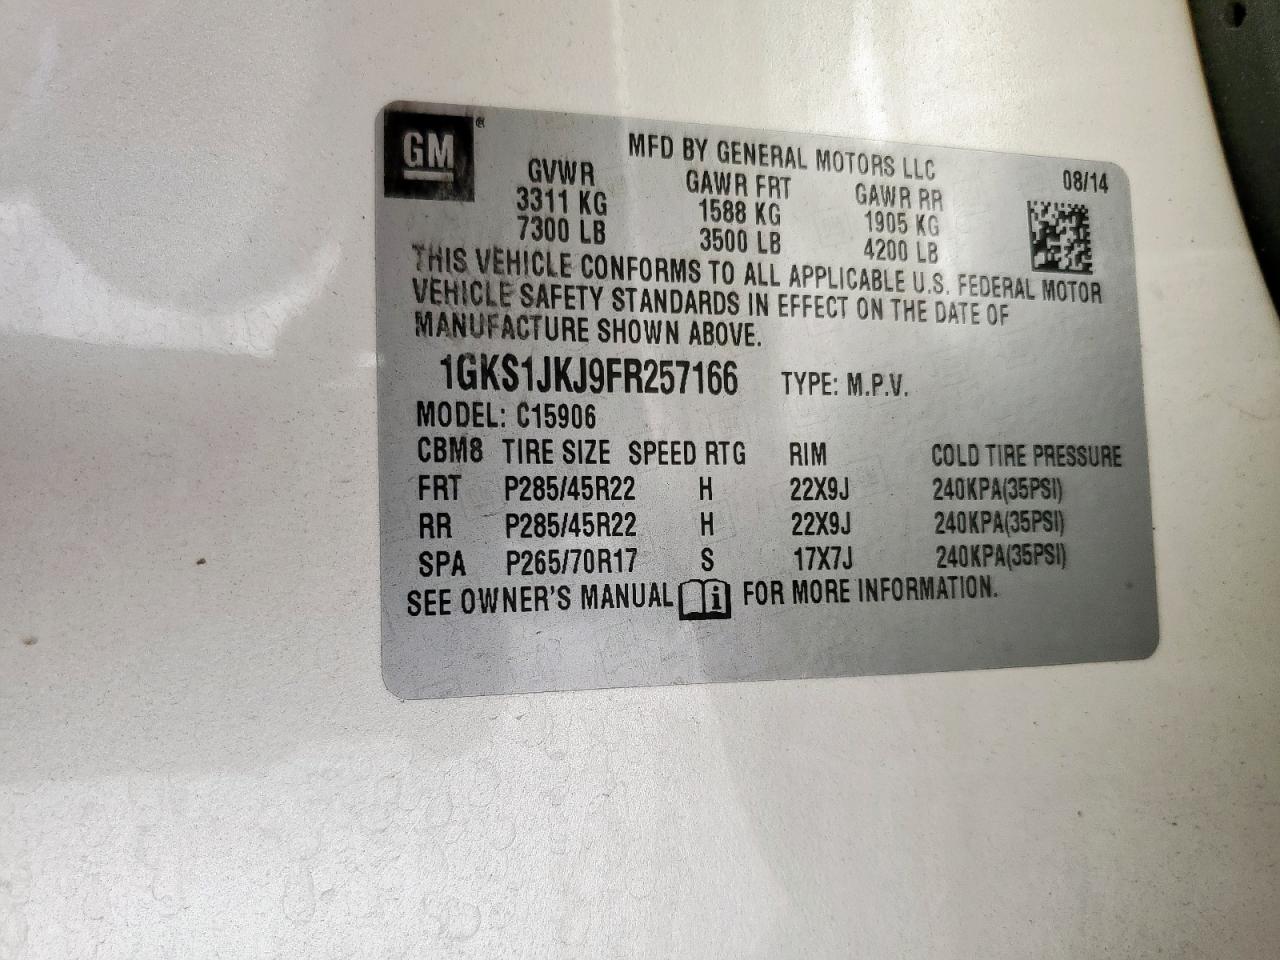 GM ®
MFD BY GENERAL MOTORS LLC
08/14
GVWR GAWR FRT GAWR RR
3311 KG 1588 KG 1905 KG
7300 LB 3500 LB 4200 LB
THIS VEHICLE CONFORMS TO ALL APPLICABLE U.S. FEDERAL MOTOR
VEHICLE SAFETY STANDARDS IN EFFECT ON THE DATE OF
MANUFACTURE SHOWN ABOVE.
1GKS1JKJ9FR257166 TYPE: M.P.V.
MODEL: C15906
CBM8 TIRE SIZE SPEED RTG RIM COLD TIRE PRESSURE
FRT P285/45R22 H 22X9J 240KPA(35PSI)
RR P285/45R22 H 22X9J 240KPA(35PSI)
SPA P265/70R17 S 17X7J 240KPA(35PSI)
SEE OWNER'S MANUAL i FOR MORE INFORMATION.